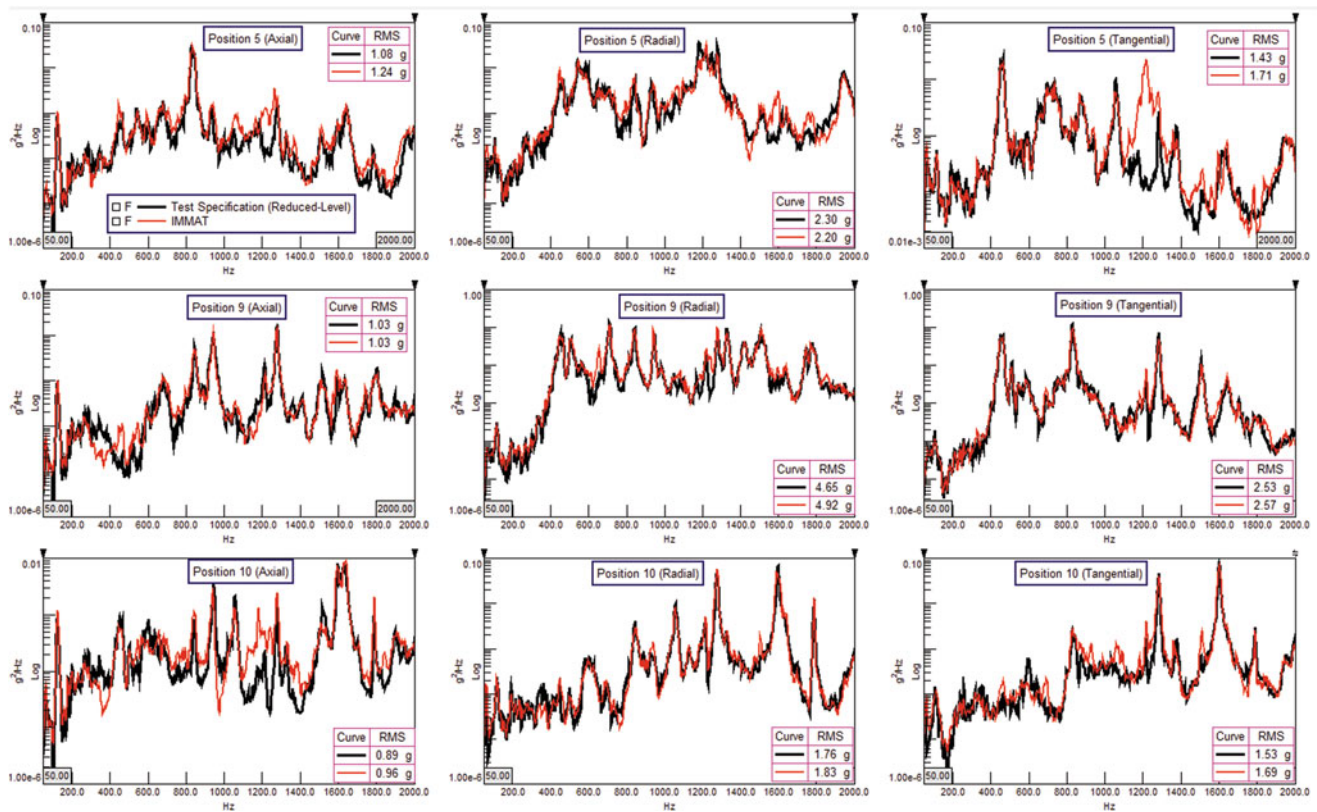 0.10
Position 5 (Axial)
Curve RMS
1.08 g
1.24 g
g²/Hz
Log
F Test Specification (Reduced-Level)
F IMMAT
1.00e-6
50.00
2000.00
200.0 400.0 600.0 800.0 1000.0 1200.0 1400.0 1600.0 2000.0
Hz
0.10
Position 5 (Radial)
g²/Hz
Log
Curve RMS
2.30 g
2.20 g
1.00e-6
50.00
200.0 400.0 600.0 800.0 1000.0 1200.0 1400.0 1600.0 2000.0
Hz
0.10
Position 5 (Tangential)
Curve RMS
1.43 g
1.71 g
g²/Hz
Log
0.01e-3
50.00
2000.00
200.0 400.0 600.0 800.0 1000.0 1200.0 1400.0 1600.0 2000.0
Hz
0.10
Position 9 (Axial)
Curve RMS
1.03 g
1.03 g
g²/Hz
Log
1.00e-6
50.00
2000.00
200.0 400.0 600.0 800.0 1000.0 1200.0 1400.0 1600.0 2000.0
Hz
1.00
Position 9 (Radial)
g²/Hz
Log
Curve RMS
4.65 g
4.92 g
1.00e-6
50.00
200.0 400.0 600.0 800.0 1000.0 1200.0 1400.0 1600.0 2000.0
Hz
1.00
Position 9 (Tangential)
g²/Hz
Log
Curve RMS
2.53 g
2.57 g
1.00e-6
50.00
200.0 400.0 600.0 800.0 1000.0 1200.0 1400.0 1600.0 2000.0
Hz
0.01
Position 10 (Axial)
g²/Hz
Log
Curve RMS
0.89 g
0.96 g
1.00e-6
50.00
200.0 400.0 600.0 800.0 1000.0 1200.0 1400.0 1600.0 2000.0
Hz
0.10
Position 10 (Radial)
g²/Hz
Log
Curve RMS
1.76 g
1.83 g
1.00e-6
50.00
200.0 400.0 600.0 800.0 1000.0 1200.0 1400.0 1600.0 2000.0
Hz
0.10
Position 10 (Tangential)
g²/Hz
Log
Curve RMS
1.53 g
1.69 g
1.00e-6
50.00
200.0 400.0 600.0 800.0 1000.0 1200.0 1400.0 1600.0 2000.0
Hz